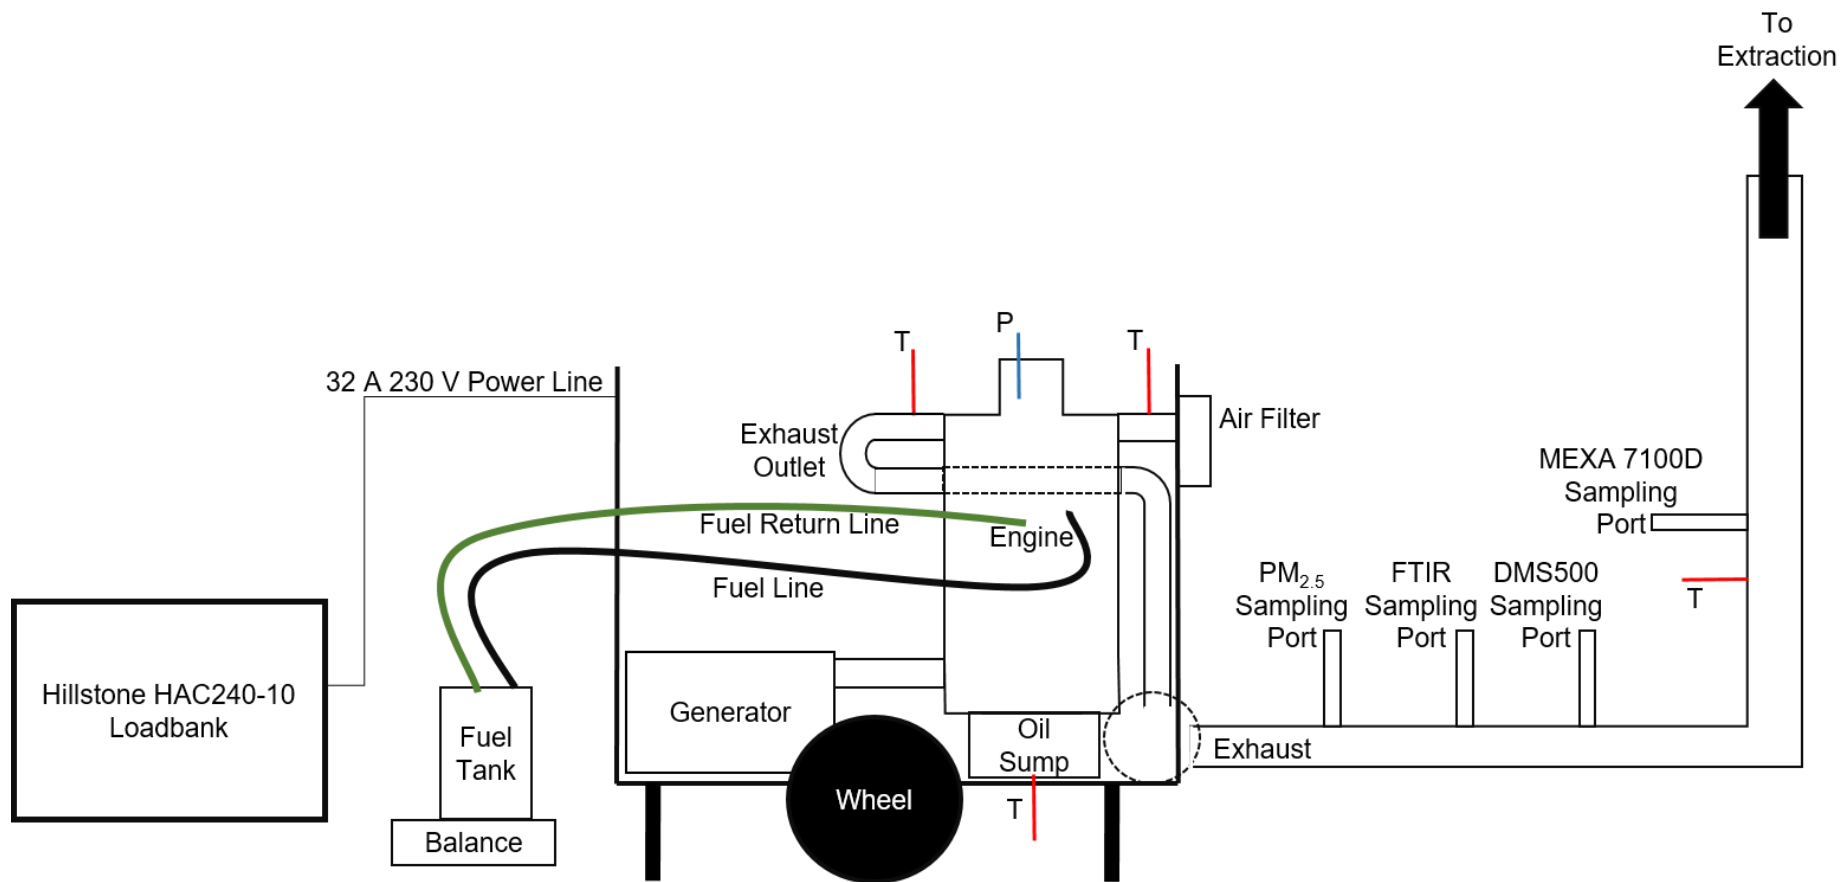 To
Extraction
P
T
T
32 A 230 V Power Line
Air Filter
Exhaust
Outlet
MEXA 7100D
Sampling
Port
Fuel Return Line
Engine
Fuel Line
PM2.5
Sampling
Port
FTIR
Sampling
Port
DMS500
Sampling
Port
T
Hillstone HAC240-10
Loadbank
Generator
Fuel
Tank
Oil
Sump
Exhaust
Wheel
T
Balance